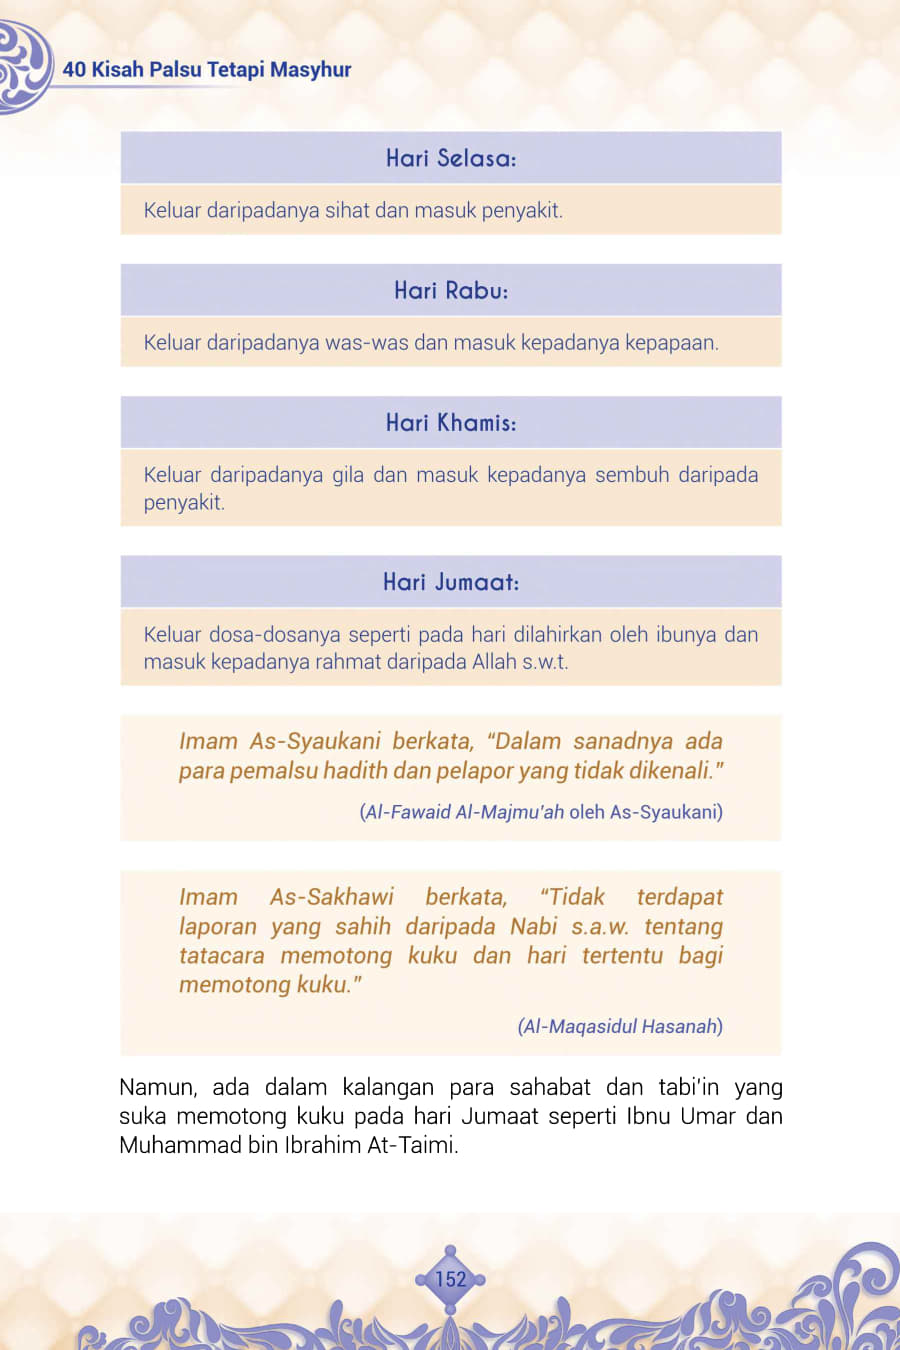 40 Kisah Palsu Tetapi Masyhur
Hari Selasa:
Keluar daripadanya sihat dan masuk penyakit.
Hari Rabu:
Keluar daripadanya was-was dan masuk kepadanya kepapaan.
Hari Khamis:
Keluar daripadanya gila dan masuk kepadanya sembuh daripada
penyakit.
Hari Jumaat:
Keluar dosa-dosanya seperti pada hari dilahirkan oleh ibunya dan
masuk kepadanya rahmat daripada Allah s.w.t.
Imam As-Syaukani berkata, “Dalam sanadnya ada
para pemalsu hadith dan pelapor yang tidak dikenali.”
(Al-Fawaid Al-Majmu’ah oleh As-Syaukani)
Imam As-Sakhawi berkata, “Tidak terdapat
laporan yang sahih daripada Nabi s.a.w. tentang
tatacara memotong kuku dan hari tertentu bagi
memotong kuku.”
(Al-Maqasidul Hasanah)
Namun, ada dalam kalangan para sahabat dan tabi’in yang
suka memotong kuku pada hari Jumaat seperti Ibnu Umar dan
Muhammad bin Ibrahim At-Taimi.
152